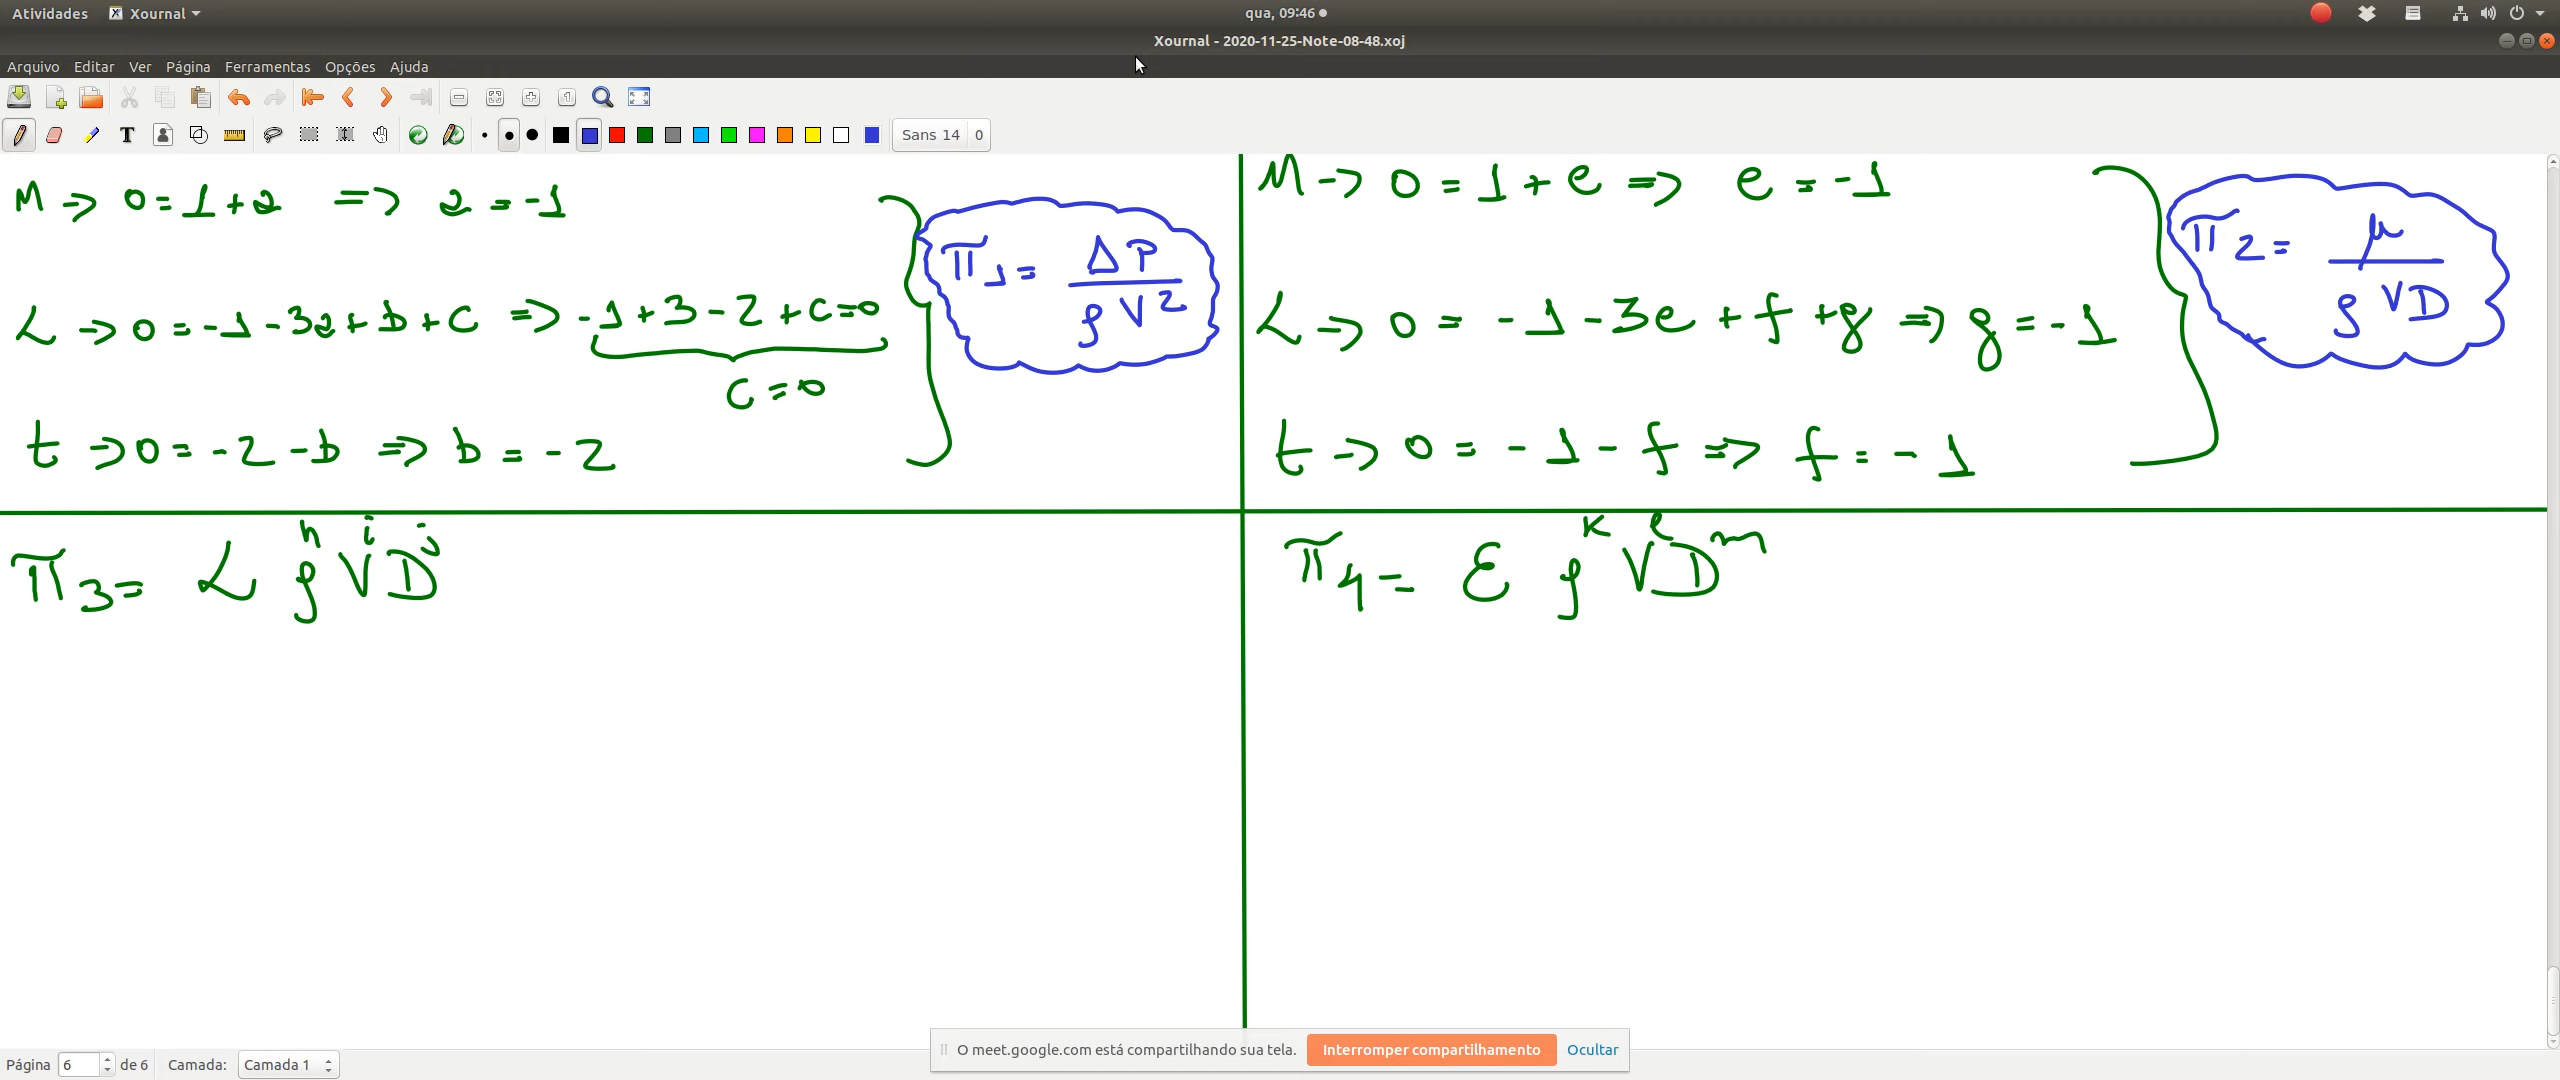 Atividades Xournal qua, 09:46
Xournal - 2020-11-25-Note-08-48.xoj
Arquivo Editar Ver Página Ferramentas Opções Ajuda
Sans 14 0
M → 0 = 1 + a ⇒ a = -1
L → 0 = -1 - 3a + b + c ⇒ -1 + 3 - 2 + c = 0
c = 0
t → 0 = -2 - b ⇒ b = -2
π1 = ΔP / ρV²
M → 0 = 1 + e ⇒ e = -1
L → 0 = -1 - 3e + f + g ⇒ g = -1
t → 0 = -1 - f ⇒ f = -1
π2 = μ / ρVD
π3 = L ρ^h V^i D^j
π4 = ε ρ^k V^l D^m
O meet.google.com está compartilhando sua tela. Interromper compartilhamento Ocultar
Página 6 de 6 Camada: Camada 1